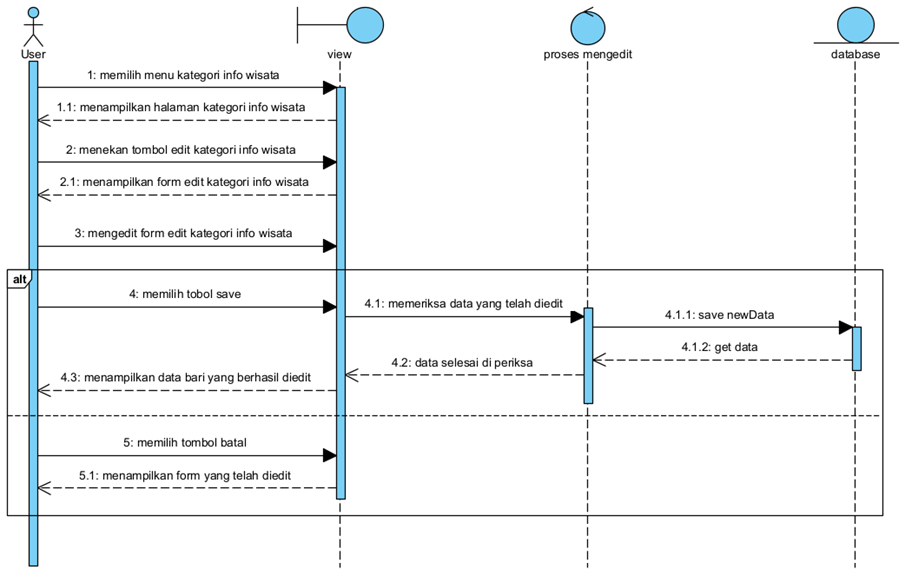 User
view
proses mengedit
database
1: memilih menu kategori info wisata
1.1: menampilkan halaman kategori info wisata
2: menekan tombol edit kategori info wisata
2.1: menampilkan form edit kategori info wisata
3: mengedit form edit kategori info wisata
alt
4: memilih tobol save
4.1: memeriksa data yang telah diedit
4.1.1: save newData
4.1.2: get data
4.2: data selesai di periksa
4.3: menampilkan data bari yang berhasil diedit
5: memilih tombol batal
5.1: menampilkan form yang telah diedit